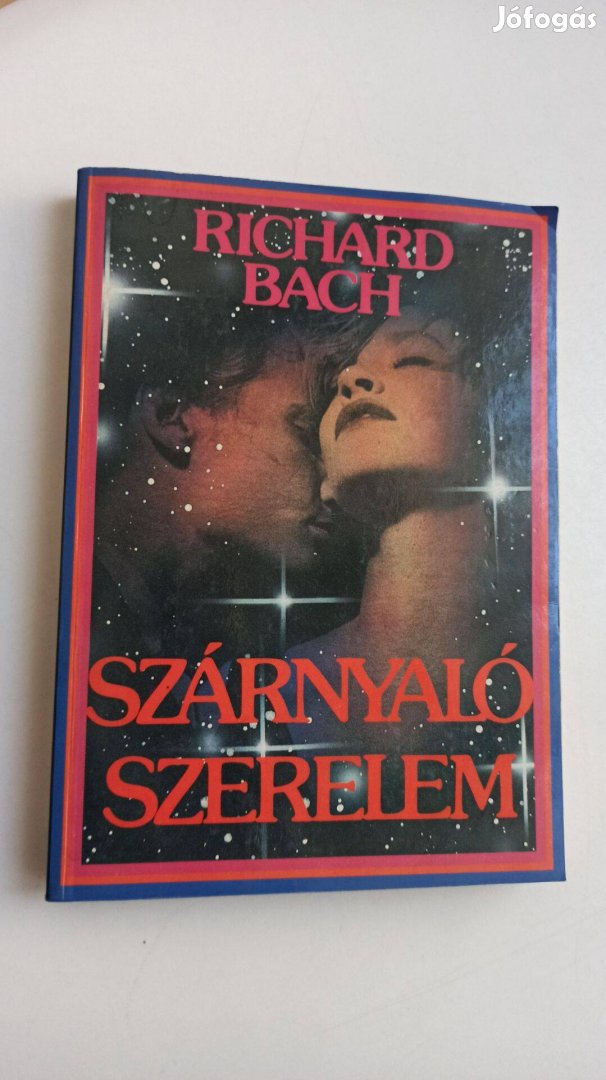 Jófogás
RICHARD
BACH
SZÁRNYALÓ
SZERELEM